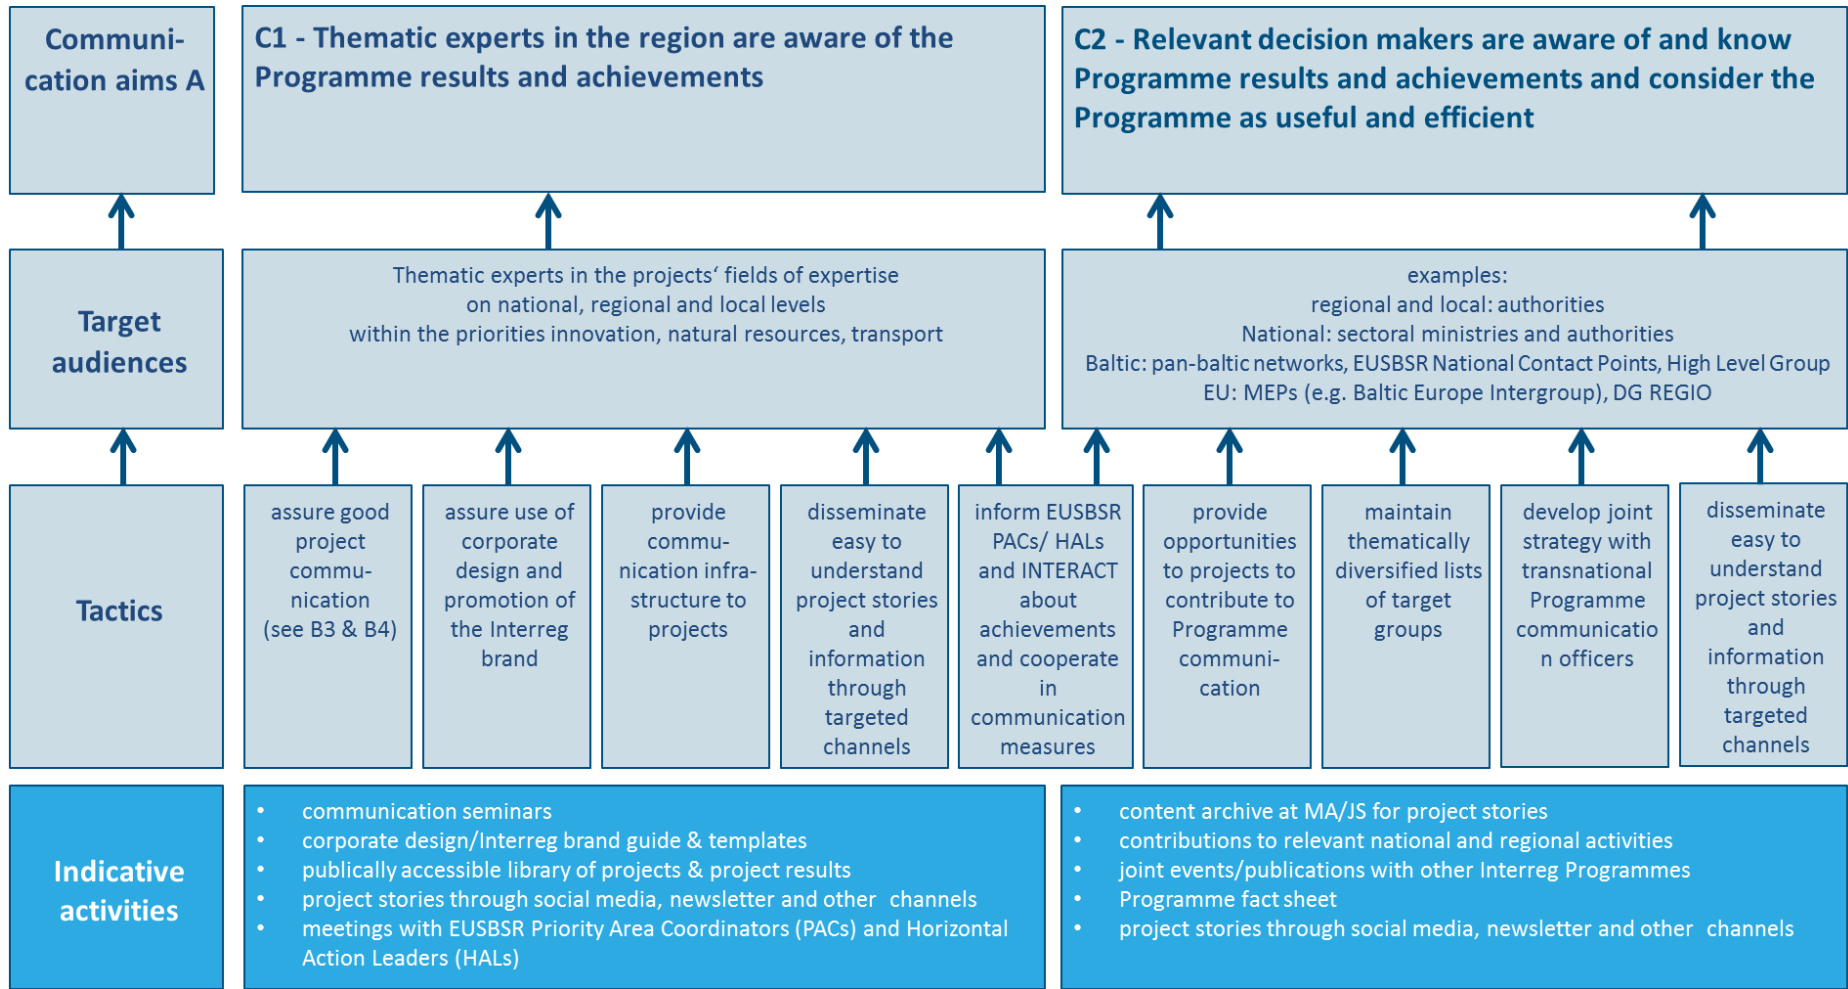 Communi-
cation aims A
C1 - Thematic experts in the region are aware of the
Programme results and achievements
C2 - Relevant decision makers are aware of and know
Programme results and achievements and consider the
Programme as useful and efficient
Target
audiences
Thematic experts in the projects‘ fields of expertise
on national, regional and local levels
within the priorities innovation, natural resources, transport
examples:
regional and local: authorities
National: sectoral ministries and authorities
Baltic: pan-baltic networks, EUSBSR National Contact Points, High Level Group
EU: MEPs (e.g. Baltic Europe Intergroup), DG REGIO
Tactics
assure good
project
commu-
nication
(see B3 & B4)
assure use of
corporate
design and
promotion of
the Interreg
brand
provide
commu-
nication infra-
structure to
projects
disseminate
easy to
understand
project stories
and
information
through
targeted
channels
inform EUSBSR
PACs/ HALs
and INTERACT
about
achievements
and cooperate
in
communication
measures
provide
opportunities
to projects to
contribute to
Programme
communi-
cation
maintain
thematically
diversified lists
of target
groups
develop joint
strategy with
transnational
Programme
communicatio
n officers
disseminate
easy to
understand
project stories
and
information
through
targeted
channels
Indicative
activities
• communication seminars
• corporate design/Interreg brand guide & templates
• publically accessible library of projects & project results
• project stories through social media, newsletter and other channels
• meetings with EUSBSR Priority Area Coordinators (PACs) and Horizontal
Action Leaders (HALs)
• content archive at MA/JS for project stories
• contributions to relevant national and regional activities
• joint events/publications with other Interreg Programmes
• Programme fact sheet
• project stories through social media, newsletter and other channels